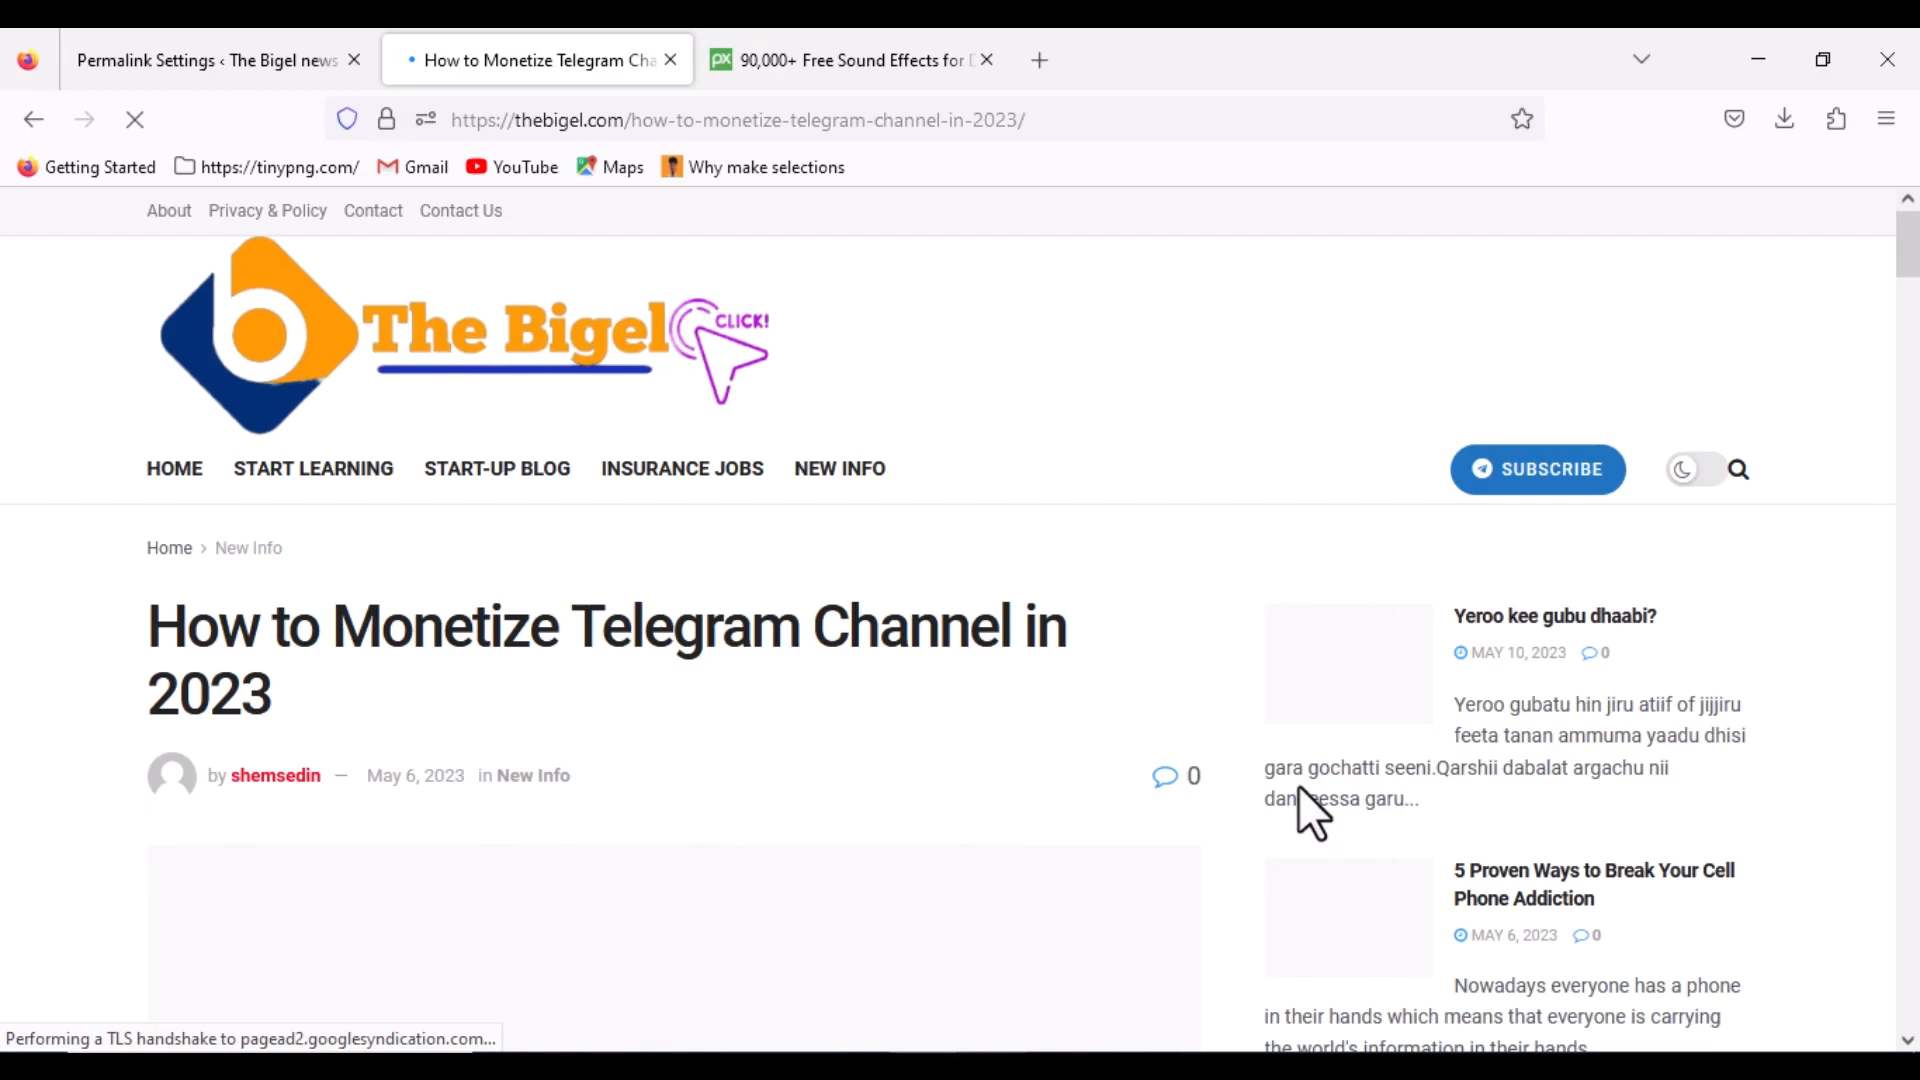 Permalink Settings ‹ The Bigel news
How to Monetize Telegram Cha
90,000+ Free Sound Effects for D
https://thebigel.com/how-to-monetize-telegram-channel-in-2023/
Getting Started https://tinypng.com/ Gmail YouTube Maps Why make selections
About Privacy & Policy Contact Contact Us
The Bigel CLICK!
HOME START LEARNING START-UP BLOG INSURANCE JOBS NEW INFO
SUBSCRIBE
Home > New Info
How to Monetize Telegram Channel in
2023
by shemsedin — May 6, 2023 in New Info
0
Yeroo kee gubu dhaabi?
MAY 10, 2023 0
Yeroo gubatu hin jiru atiif of jijjiru
feeta tanan ammuma yaadu dhisi
gara gochatti seeni.Qarshii dabalat argachu nii
garu...
5 Proven Ways to Break Your Cell
Phone Addiction
MAY 6, 2023 0
Nowadays everyone has a phone
in their hands which means that everyone is carrying
the world's information in their hands
Performing a TLS handshake to pagead2.googlesyndication.com...